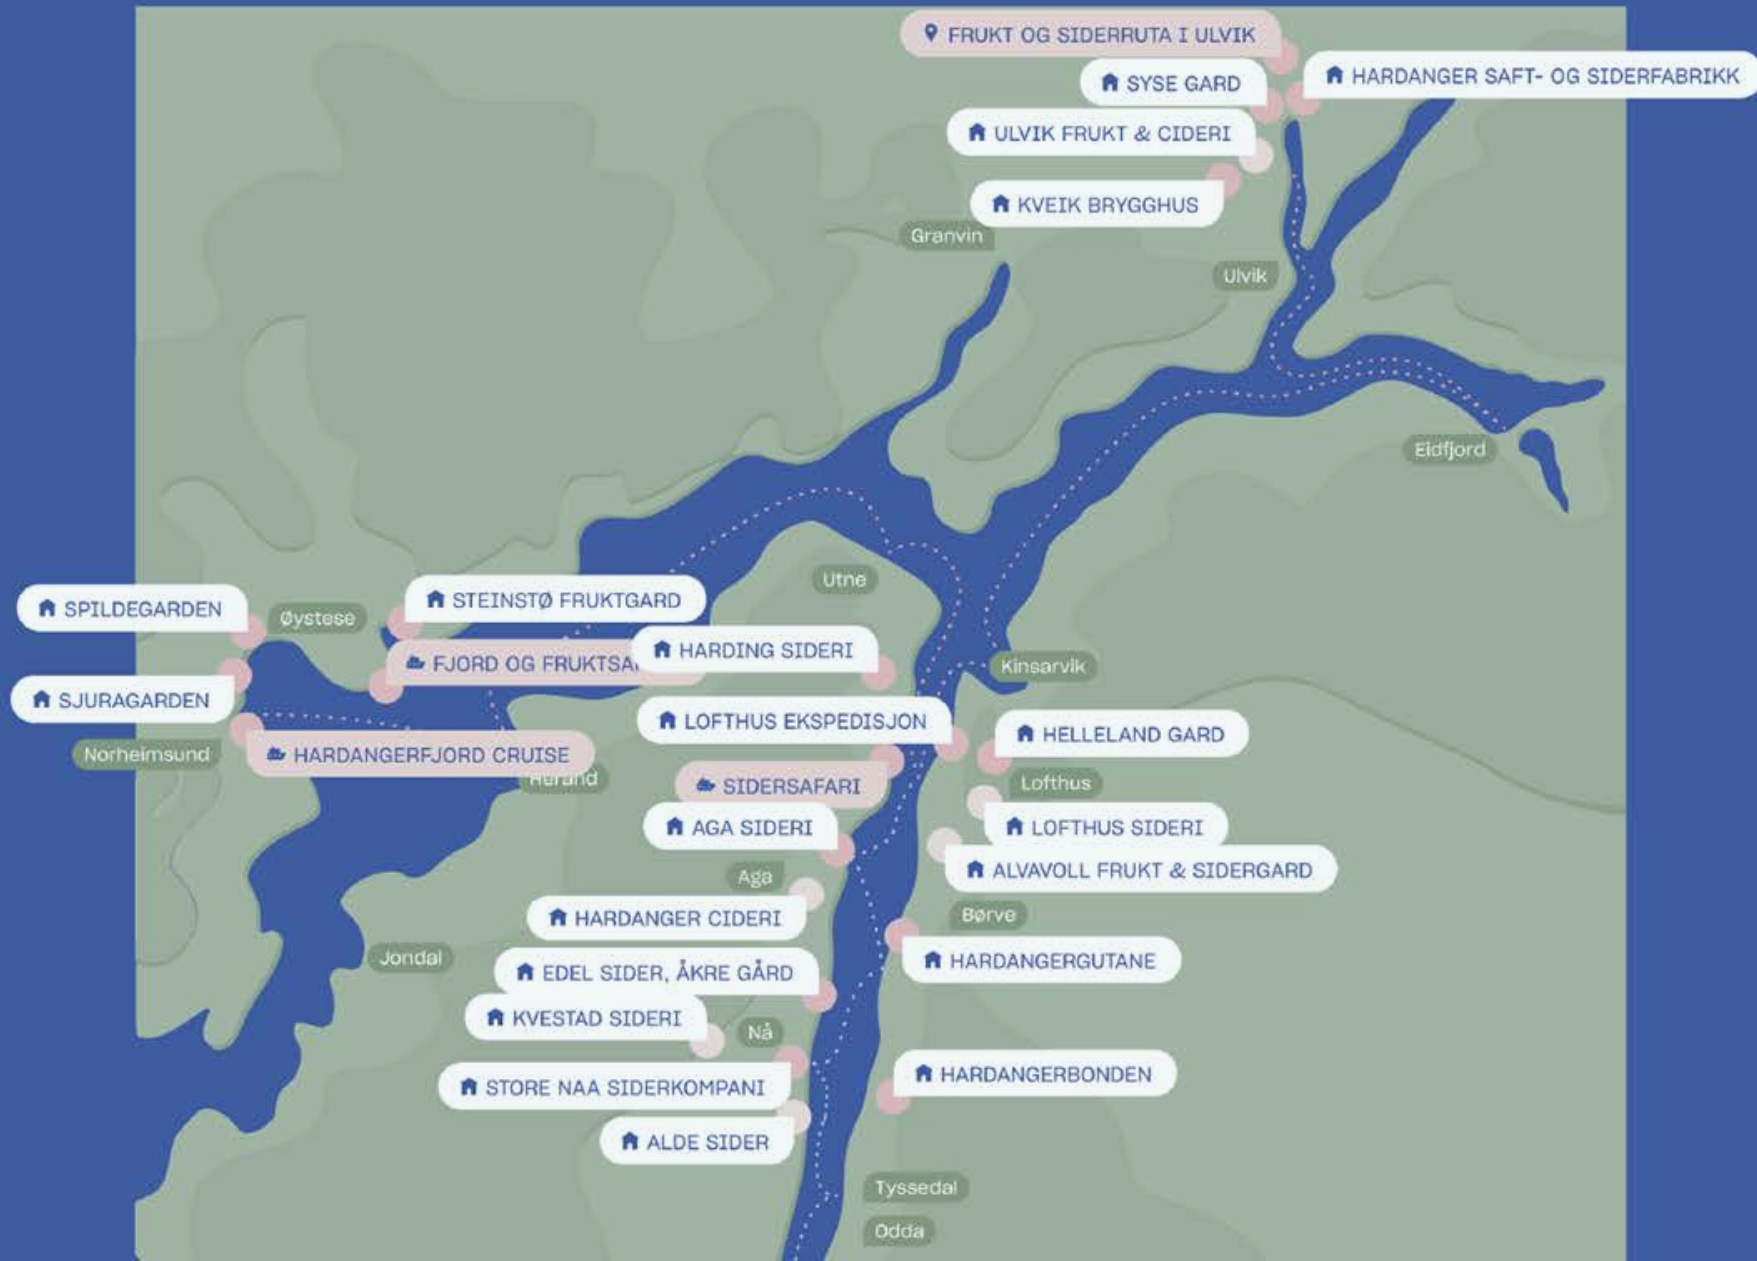 FRUKT OG SIDERRUTA I ULVIK
HARDANGER SAFT- OG SIDERFABRIKK
SYSE GARD
ULVIK FRUKT & CIDERI
KVEIK BRYGGHUS
Granvin
Ulvik
Eidfjord
Utne
STEINSTØ FRUKTGARD
SPILDEGARDEN
Øystese
HARDING SIDERI
FJORD OG
Kinsarvik
SJURAGARDEN
LOFTHUS EKSPEDISJON
HELLELAND GARD
Norheimsund
HARDANGERFJORD CRUISE
Herand
SIDERSAFARI
Lofthus
AGA SIDERI
LOFTHUS SIDERI
ALVAVOLL FRUKT & SIDERGARD
Aga
HARDANGER CIDERI
Børve
Jondal
HARDANGERGUTANE
EDEL SIDER, ÅKRE GÅRD
KVESTAD SIDERI
Nå
STORE NAA SIDERKOMPANI
HARDANGERBONDEN
ALDE SIDER
Tyssedal
Odda